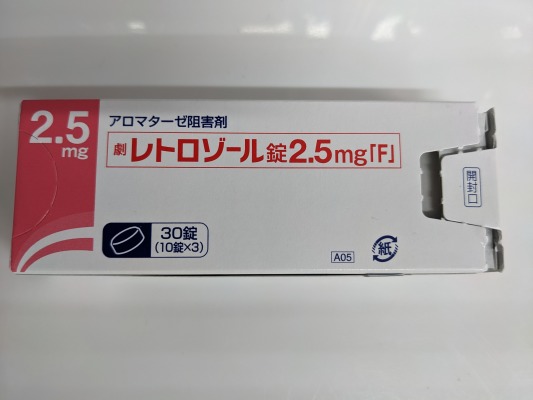 2.5
mg
アロマターゼ阻害剤
劇 レトロゾール錠2.5mg「F」
30錠
(10錠×3)
開封口
A05
紙